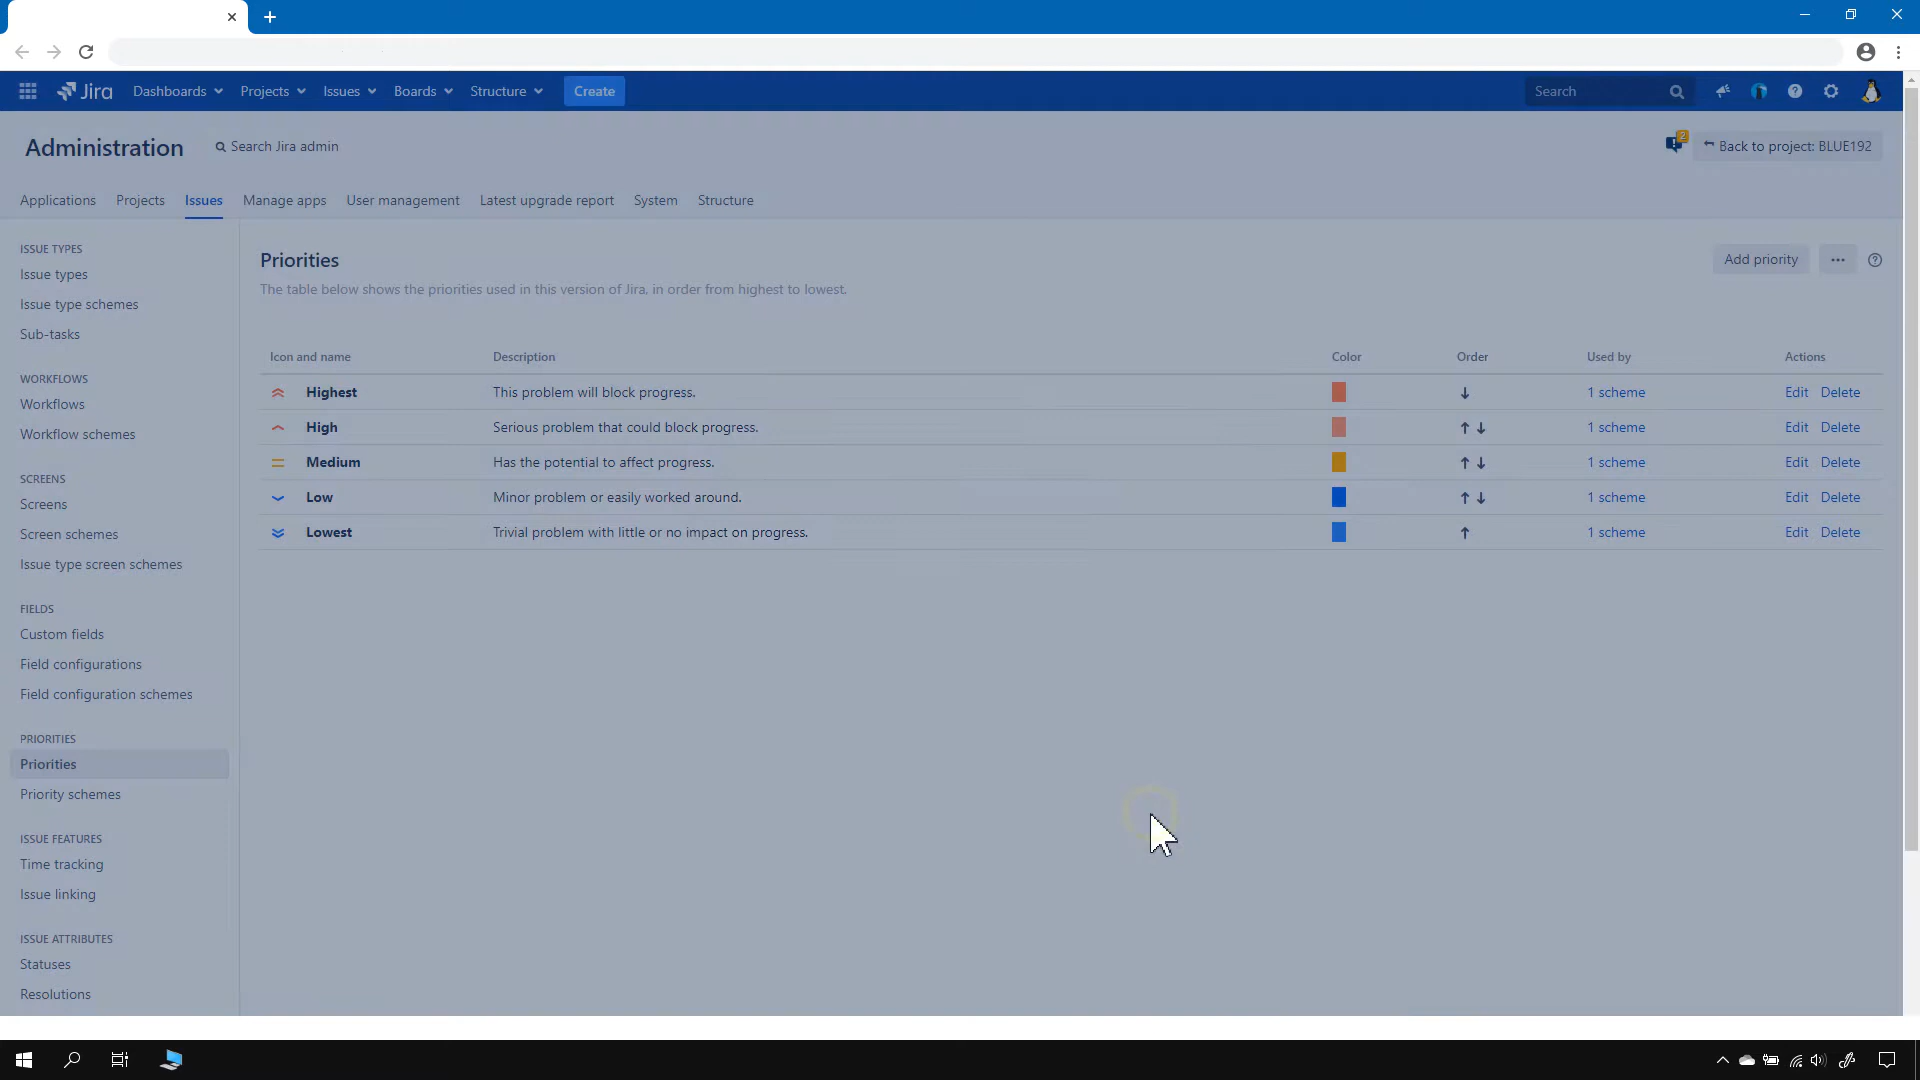 Jira Dashboards Projects Issues Boards Structure Create Search
Administration Search Jira admin 2 Back to project: BLUE192
Applications Projects Issues Manage apps User management Latest upgrade report System Structure
ISSUE TYPES
Issue types
Issue type schemes
Sub-tasks
WORKFLOWS
Workflows
Workflow schemes
SCREENS
Screens
Screen schemes
Issue type screen schemes
FIELDS
Custom fields
Field configurations
Field configuration schemes
PRIORITIES
Priorities
Priority schemes
ISSUE FEATURES
Time tracking
Issue linking
ISSUE ATTRIBUTES
Statuses
Resolutions
Priorities Add priority
The table below shows the priorities used in this version of Jira, in order from highest to lowest.
Icon and name Description Color Order Used by Actions
Highest This problem will block progress. 1 scheme Edit Delete
High Serious problem that could block progress. 1 scheme Edit Delete
Medium Has the potential to affect progress. 1 scheme Edit Delete
Low Minor problem or easily worked around. 1 scheme Edit Delete
Lowest Trivial problem with little or no impact on progress. 1 scheme Edit Delete